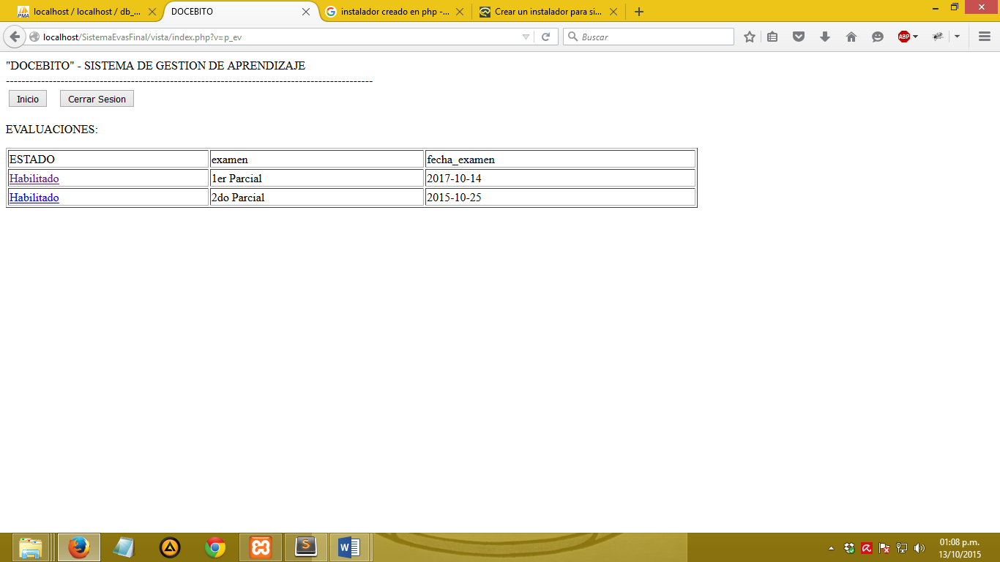 localhost / localhost / db_...
DOCEBITO
instalador creado en php -...
Crear un instalador para si...
localhost/SistemaEvasFinal/vista/index.php?v=p_ev
Buscar
ABP
"DOCEBITO" - SISTEMA DE GESTION DE APRENDIZAJE
----------------------------------------------------------------------------------------------------
Inicio Cerrar Sesion
EVALUACIONES:
ESTADO examen fecha_examen
Habilitado 1er Parcial 2017-10-14
Habilitado 2do Parcial 2015-10-25
01:08 p.m.
13/10/2015